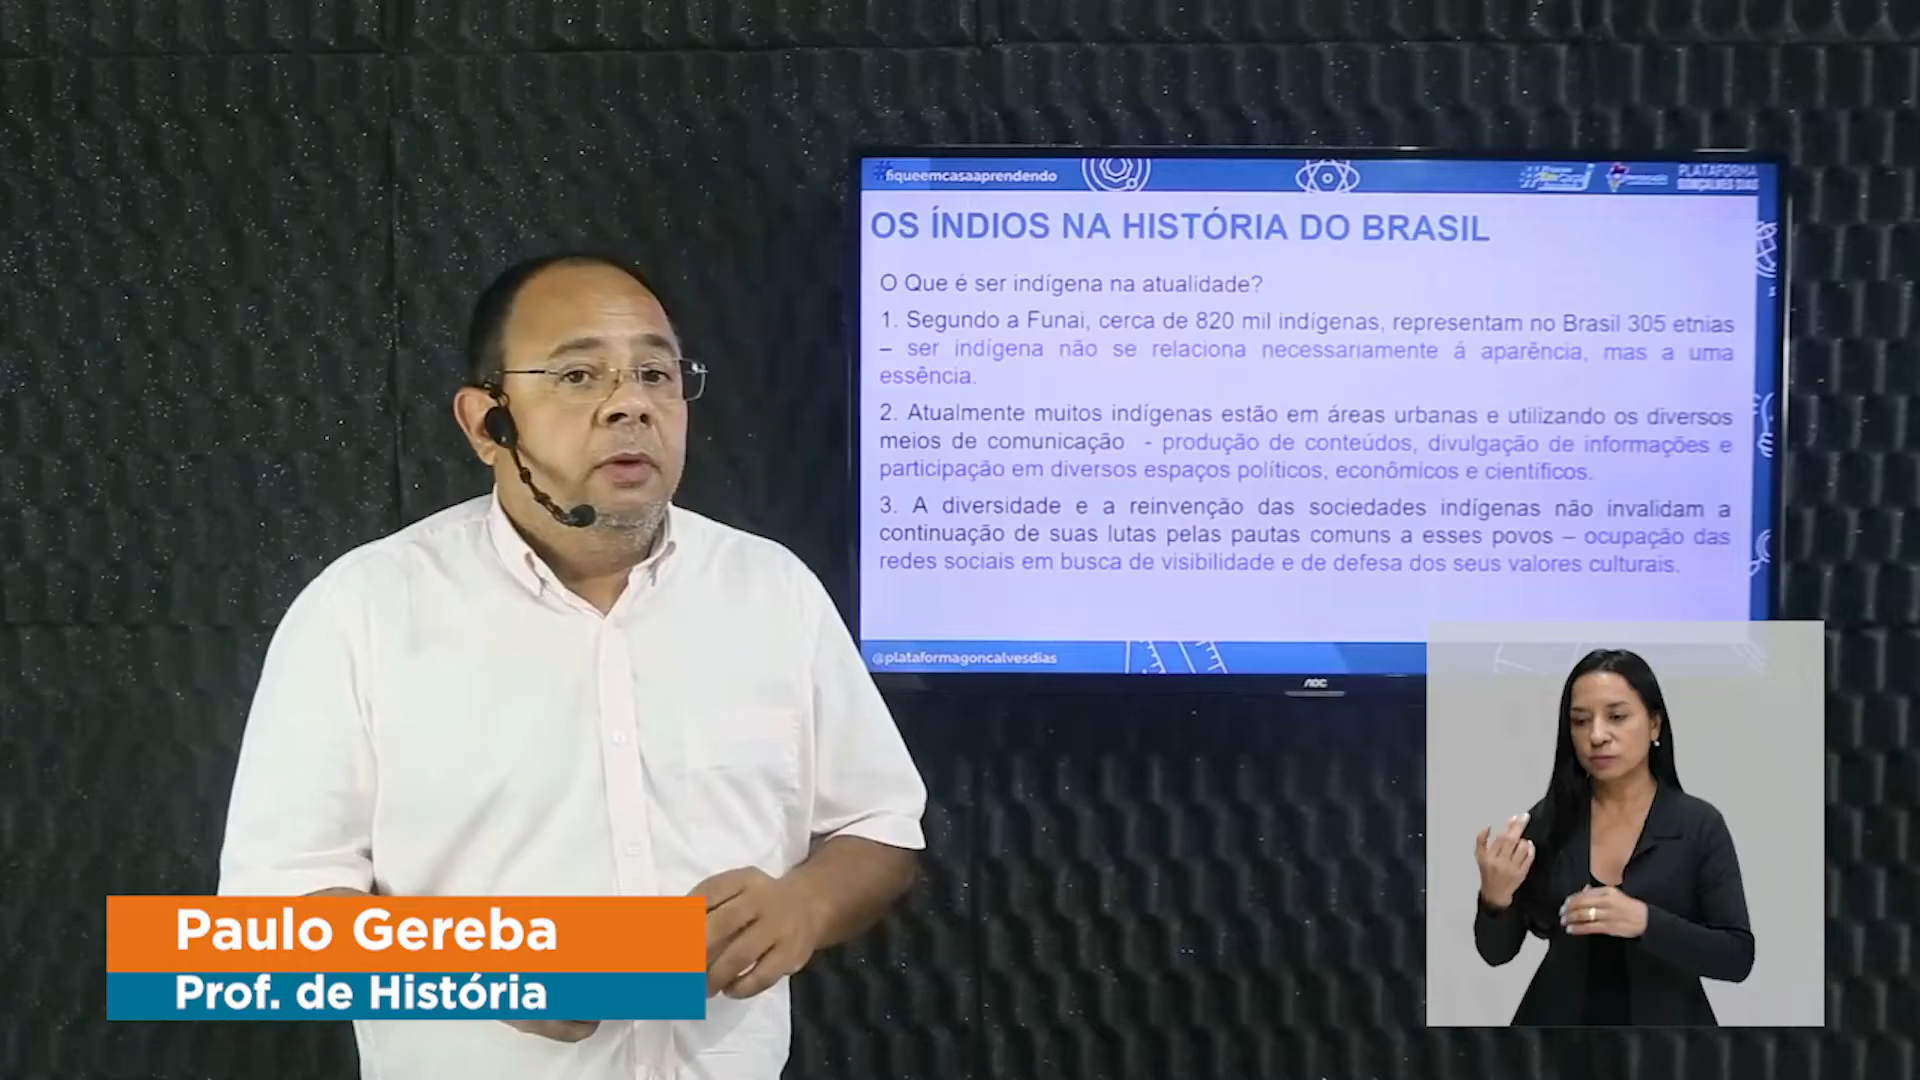 #fiqueemcasaaprendendo
PLATAFORMA
GONÇALVES DIAS
OS ÍNDIOS NA HISTÓRIA DO BRASIL
O Que é ser indígena na atualidade?
1. Segundo a Funai, cerca de 820 mil indígenas, representam no Brasil 305 etnias
– ser indígena não se relaciona necessariamente á aparência, mas a uma
essência.
2. Atualmente muitos indígenas estão em áreas urbanas e utilizando os diversos
meios de comunicação - produção de conteúdos, divulgação de informações e
participação em diversos espaços políticos, econômicos e científicos.
3. A diversidade e a reinvenção das sociedades indígenas não invalidam a
continuação de suas lutas pelas pautas comuns a esses povos – ocupação das
redes sociais em busca de visibilidade e de defesa dos seus valores culturais.
@plataformagoncalvesdias
AOC
Paulo Gereba
Prof. de História